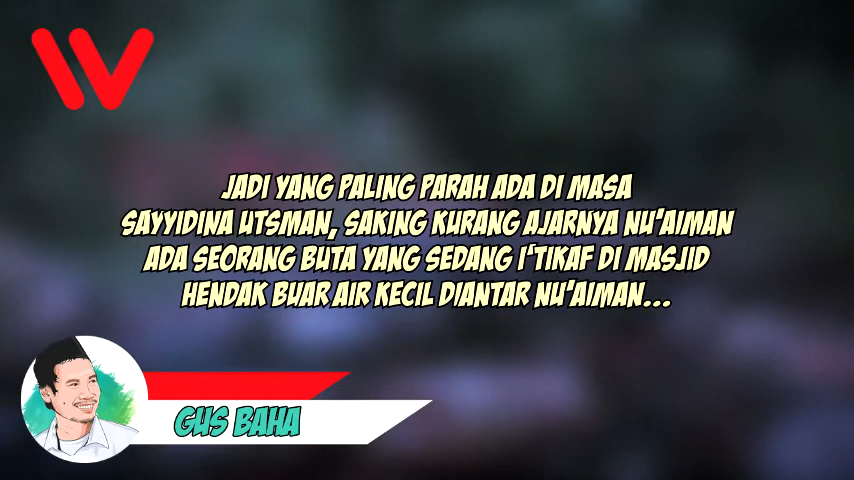 JADI YANG PALING PARAH ADA DI MASA
SAYYIDINA UTSMAN, SAKING KURANG AJARNYA NU'AIMAN
ADA SEORANG BUTA YANG SEDANG I'TIKAF DI MASJID
HENDAK BUAR AIR KECIL DIANTAR NU'AIMAN...
GUS BAHA